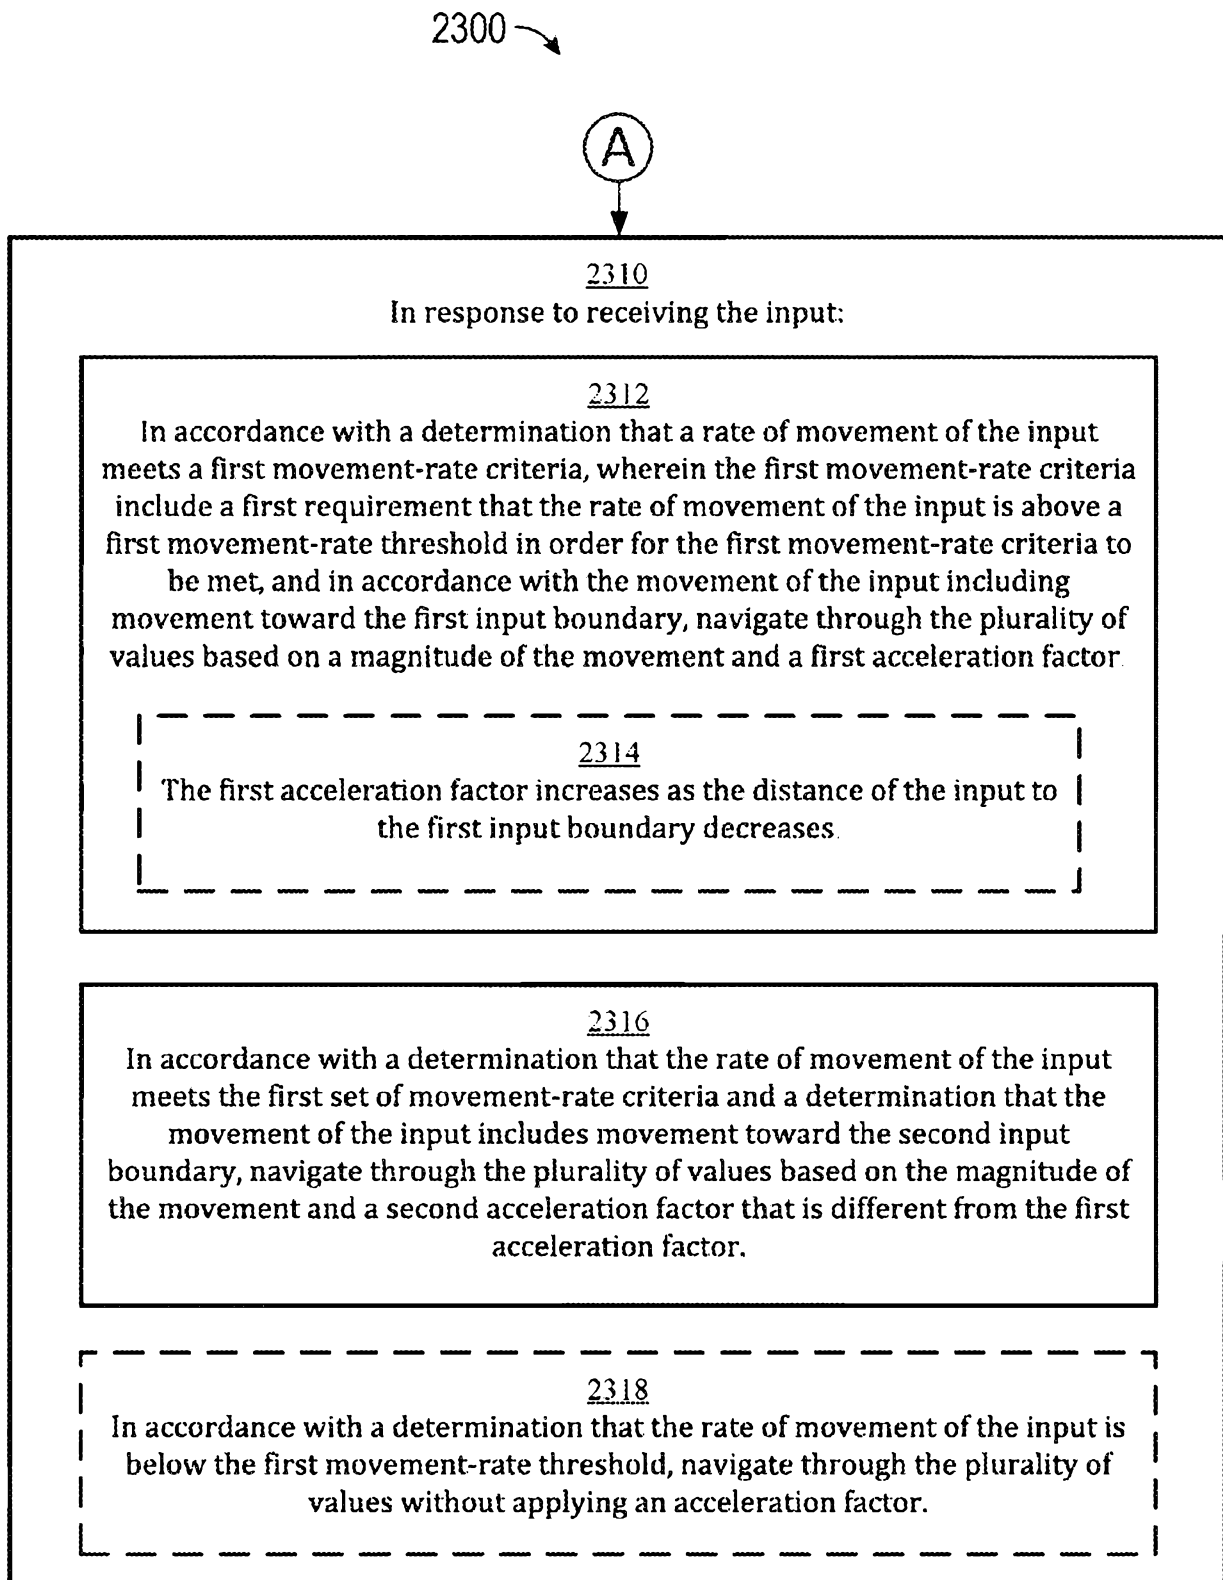 2300
A
2310
In response to receiving the input:
2312
In accordance with a determination that a rate of movement of the input
meets a first movement-rate criteria, wherein the first movement-rate criteria
include a first requirement that the rate of movement of the input is above a
first movement-rate threshold in order for the first movement-rate criteria to
be met, and in accordance with the movement of the input including
movement toward the first input boundary, navigate through the plurality of
values based on a magnitude of the movement and a first acceleration factor.
2314
The first acceleration factor increases as the distance of the input to
the first input boundary decreases.
2316
In accordance with a determination that the rate of movement of the input
meets the first set of movement-rate criteria and a determination that the
movement of the input includes movement toward the second input
boundary, navigate through the plurality of values based on the magnitude of
the movement and a second acceleration factor that is different from the first
acceleration factor.
2318
In accordance with a determination that the rate of movement of the input is
below the first movement-rate threshold, navigate through the plurality of
values without applying an acceleration factor.